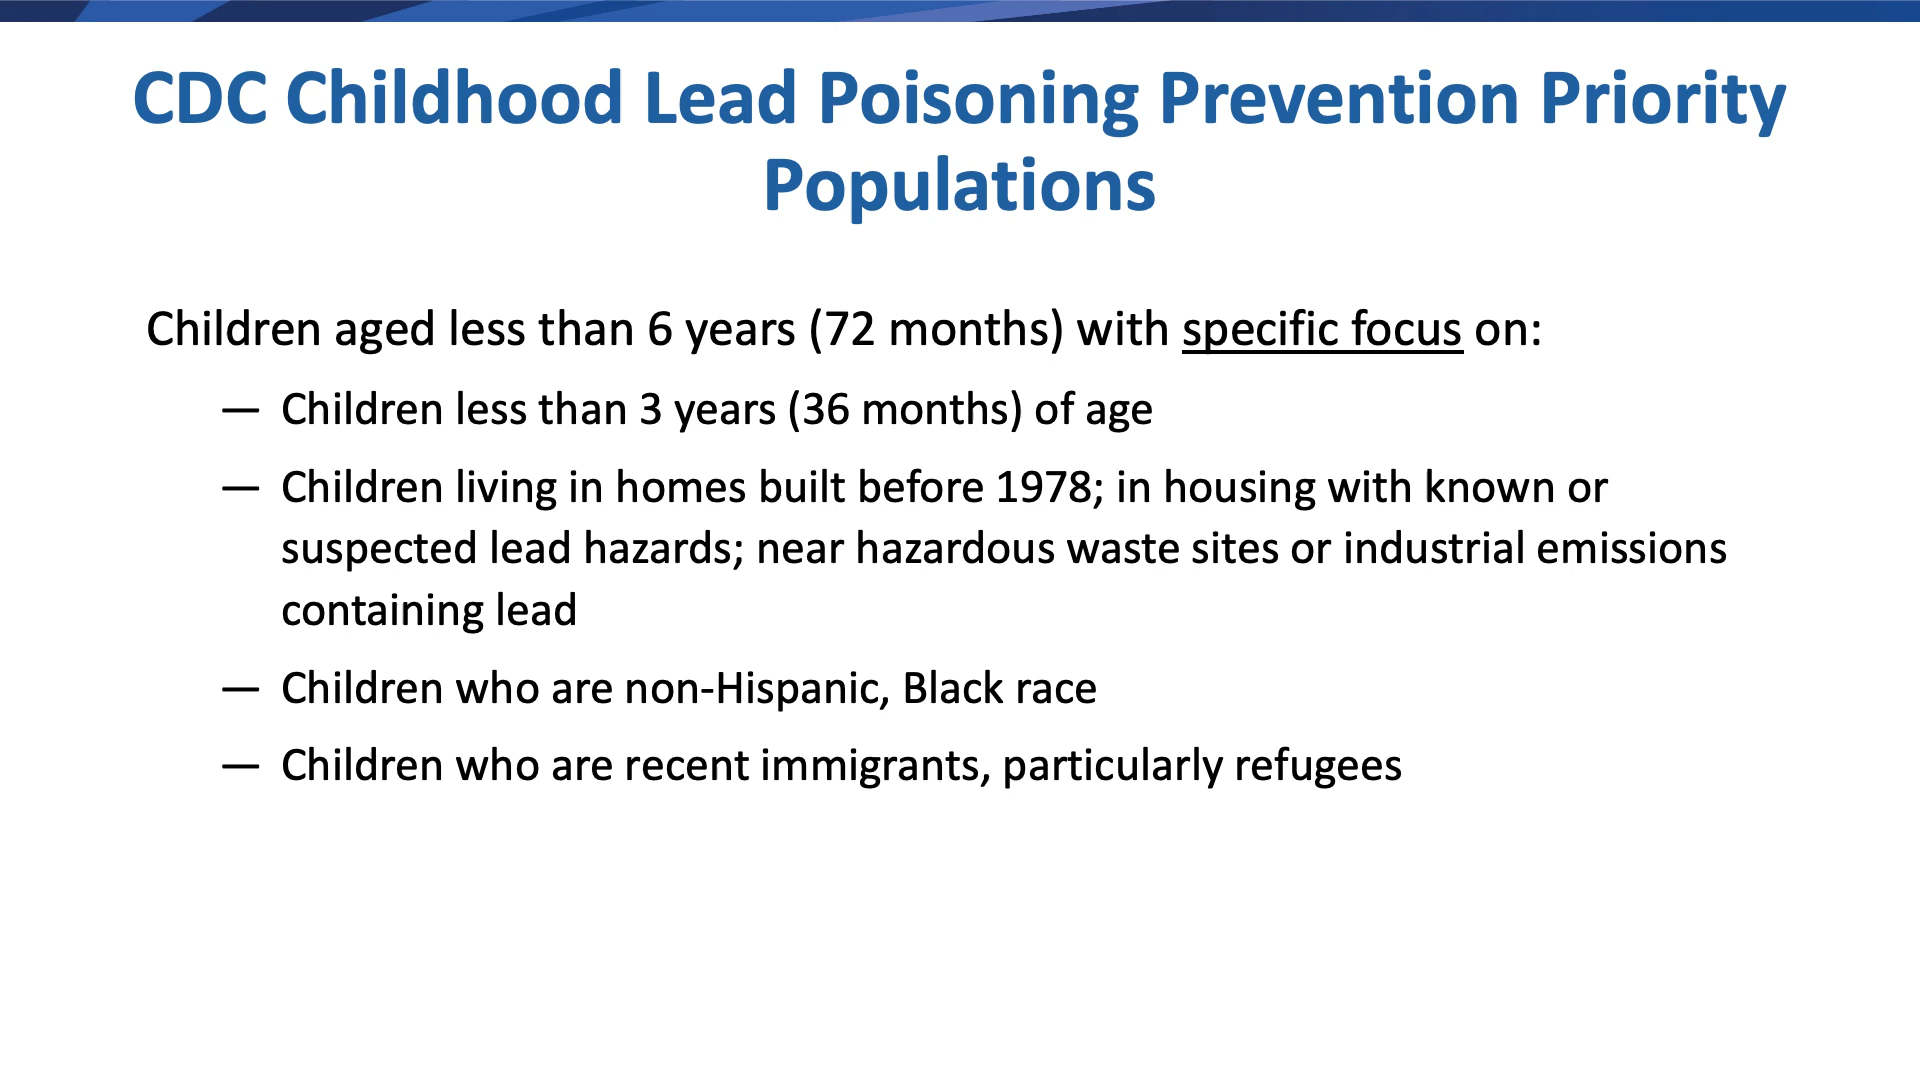 CDC Childhood Lead Poisoning Prevention Priority
Populations
Children aged less than 6 years (72 months) with specific focus on:
— Children less than 3 years (36 months) of age
— Children living in homes built before 1978; in housing with known or
suspected lead hazards; near hazardous waste sites or industrial emissions
containing lead
— Children who are non-Hispanic, Black race
— Children who are recent immigrants, particularly refugees